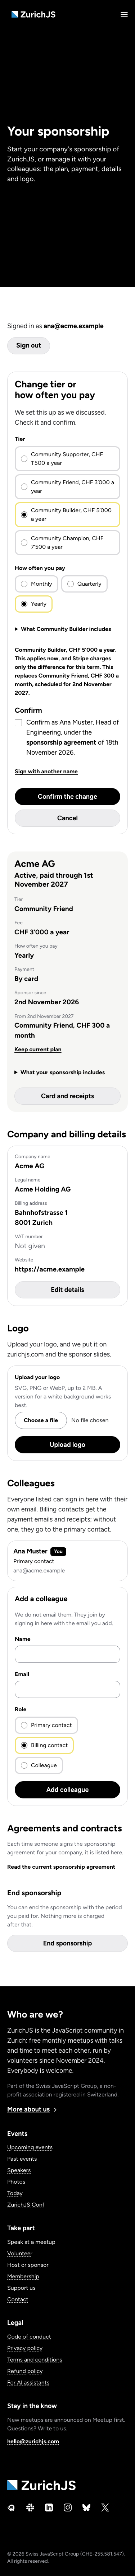 ZurichJS
Your sponsorship
Start your company's sponsorship of
ZurichJS, or manage it with your
colleagues: the plan, payment, details
and logo.
Signed in as ana@acme.example
Sign out
Change tier or
how often you pay
We set this up as you discussed.
Check it and confirm.
Tier
Community Supporter, CHF
1'500 a year
Community Friend, CHF 3'000 a
year
Community Builder, CHF 5'000
a year
Community Champion, CHF
7'500 a year
How often you pay
Monthly
Quarterly
Yearly
What Community Builder includes
Community Builder, CHF 5'000 a year.
This applies now, and Stripe charges
only the difference for this term. This
replaces Community Friend, CHF 300 a
month, scheduled for 2nd November
2027.
Confirm
Confirm as Ana Muster, Head of
Engineering, under the
sponsorship agreement of 18th
November 2026.
Sign with another name
Confirm the change
Cancel
Acme AG
Active, paid through 1st
November 2027
Tier
Community Friend
Fee
CHF 3'000 a year
How often you pay
Yearly
Payment
By card
Sponsor since
2nd November 2026
From 2nd November 2027
Community Friend, CHF 300 a
month
Keep current plan
What your sponsorship includes
Card and receipts
Company and billing details
Company name
Acme AG
Legal name
Acme Holding AG
Billing address
Bahnhofstrasse 1
8001 Zurich
VAT number
Not given
Website
https://acme.example
Edit details
Logo
Upload your logo, and we put it on
zurichjs.com and the sponsor slides.
Upload your logo
SVG, PNG or WebP, up to 2 MB. A
version for a white background works
best.
Choose a file
No file chosen
Upload logo
Colleagues
Everyone listed can sign in here with their
own email. Billing contacts get the
payment emails and receipts; without
one, they go to the primary contact.
Ana Muster You
Primary contact
ana@acme.example
Add a colleague
We do not email them. They join by
signing in here with the email you add.
Name
Email
Role
Primary contact
Billing contact
Colleague
Add colleague
Agreements and contracts
Each time someone signs the sponsorship
agreement for your company, it is listed here.
Read the current sponsorship agreement
End sponsorship
You can end the sponsorship with the period
you paid for. Nothing more is charged
after that.
End sponsorship
Who are we?
ZurichJS is the JavaScript community in
Zurich: free monthly meetups with talks
and time to meet each other, run by
volunteers since November 2024.
Everybody is welcome.
Part of the Swiss JavaScript Group, a non-
profit association registered in Switzerland.
More about us
Events
Upcoming events
Past events
Speakers
Photos
Today
ZurichJS Conf
Take part
Speak at a meetup
Volunteer
Host or sponsor
Membership
Support us
Contact
Legal
Code of conduct
Privacy policy
Terms and conditions
Refund policy
For AI assistants
Stay in the know
New meetups are announced on Meetup first.
Questions? Write to us.
hello@zurichjs.com
ZurichJS
© 2026 Swiss JavaScript Group (CHE-255.581.547).
All rights reserved.